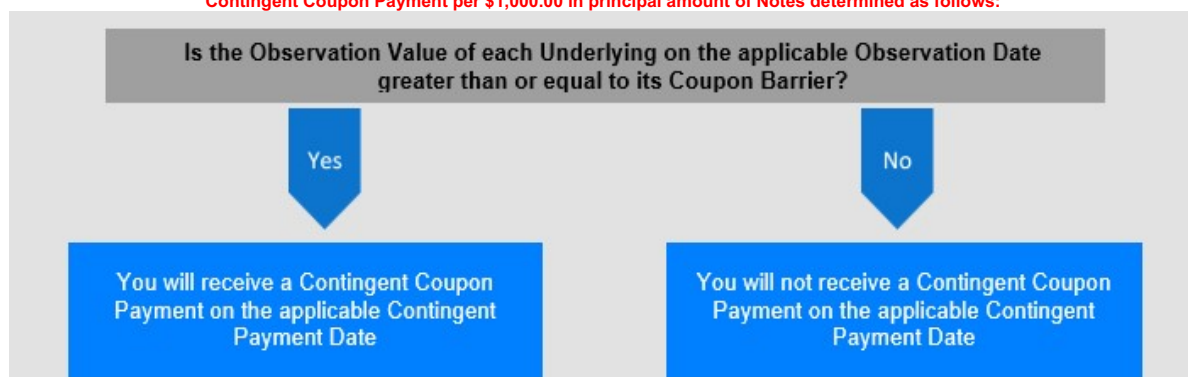 Contingent Coupon Payment per $1,000.00 in principal amount of Notes determined as follows:
Is the Observation Value of each Underlying on the applicable Observation Date
greater than or equal to its Coupon Barrier?
Yes
No
You will receive a Contingent Coupon
Payment on the applicable Contingent
Payment Date
You will not receive a Contingent Coupon
Payment on the applicable Contingent
Payment Date